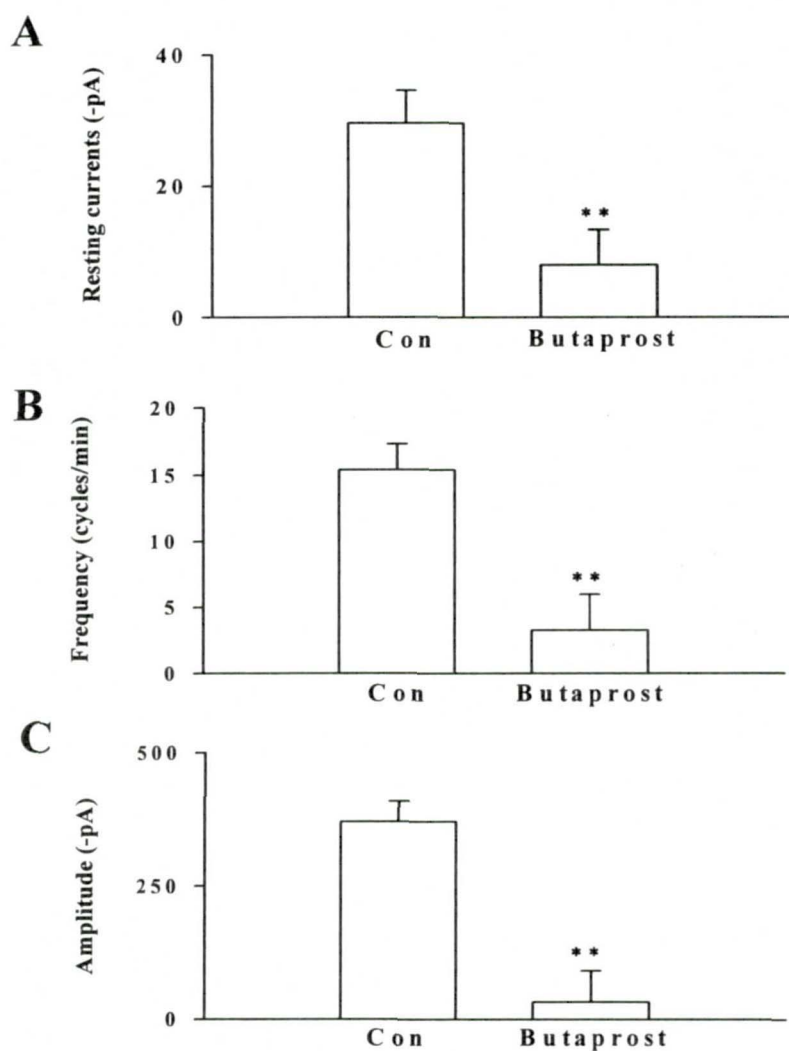 A
Resting currents (-pA)
40
20
0
**
Con Butaprost
B
Frequency (cycles/min)
20
15
10
5
0
**
Con Butaprost
C
Amplitude (-pA)
500
250
0
**
Con Butaprost